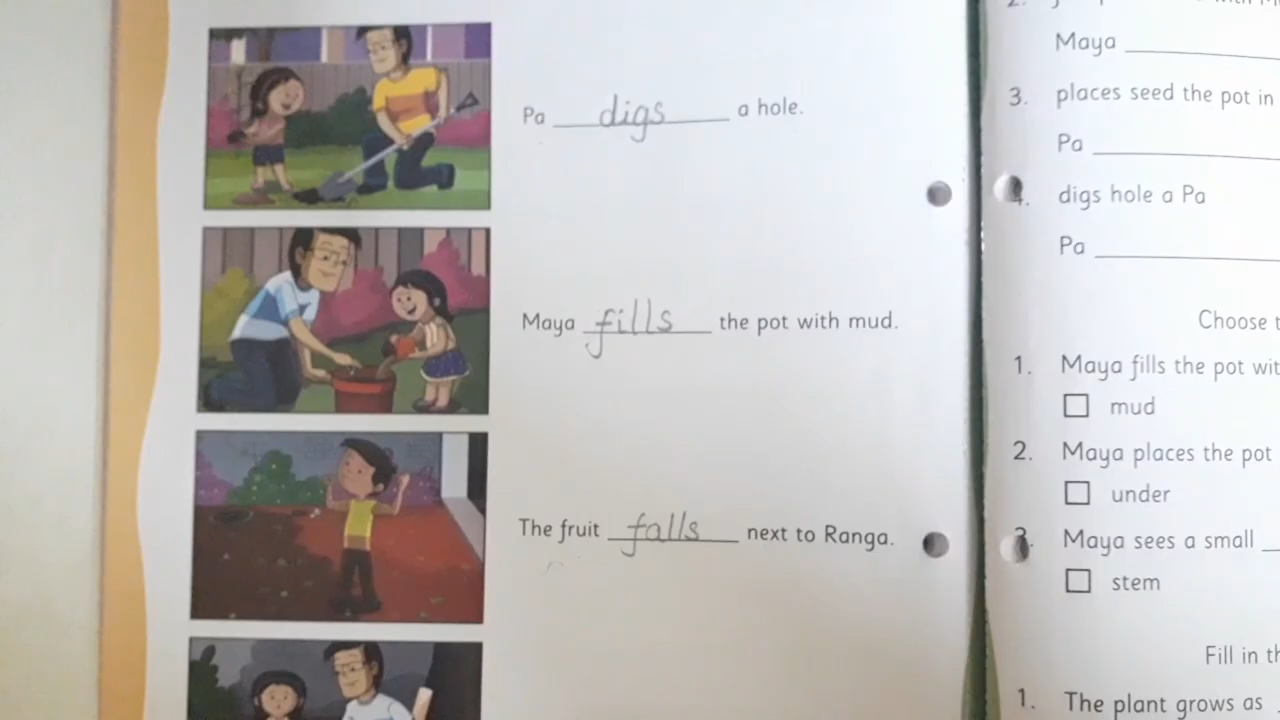 Pa digs a hole.
Maya fills the pot with mud.
The fruit falls next to Ranga.
2.
Maya
3. places seed the pot in
Pa
4. digs hole a Pa
Pa
Choose
1. Maya fills the pot wit
mud
2. Maya places the pot
under
3. Maya sees a small
stem
Fill in th
1. The plant grows as